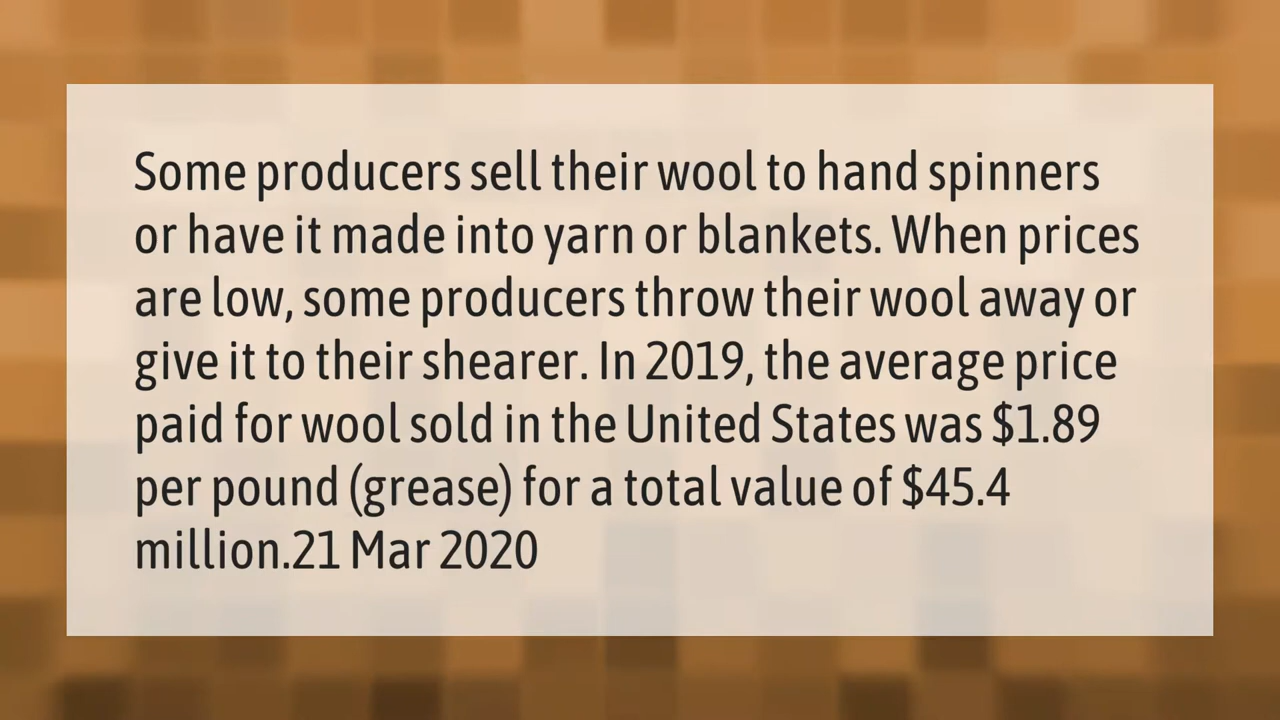 Some producers sell their wool to hand spinners
or have it made into yarn or blankets. When prices
are low, some producers throw their wool away or
give it to their shearer. In 2019, the average price
paid for wool sold in the United States was $1.89
per pound (grease) for a total value of $45.4
million.21 Mar 2020